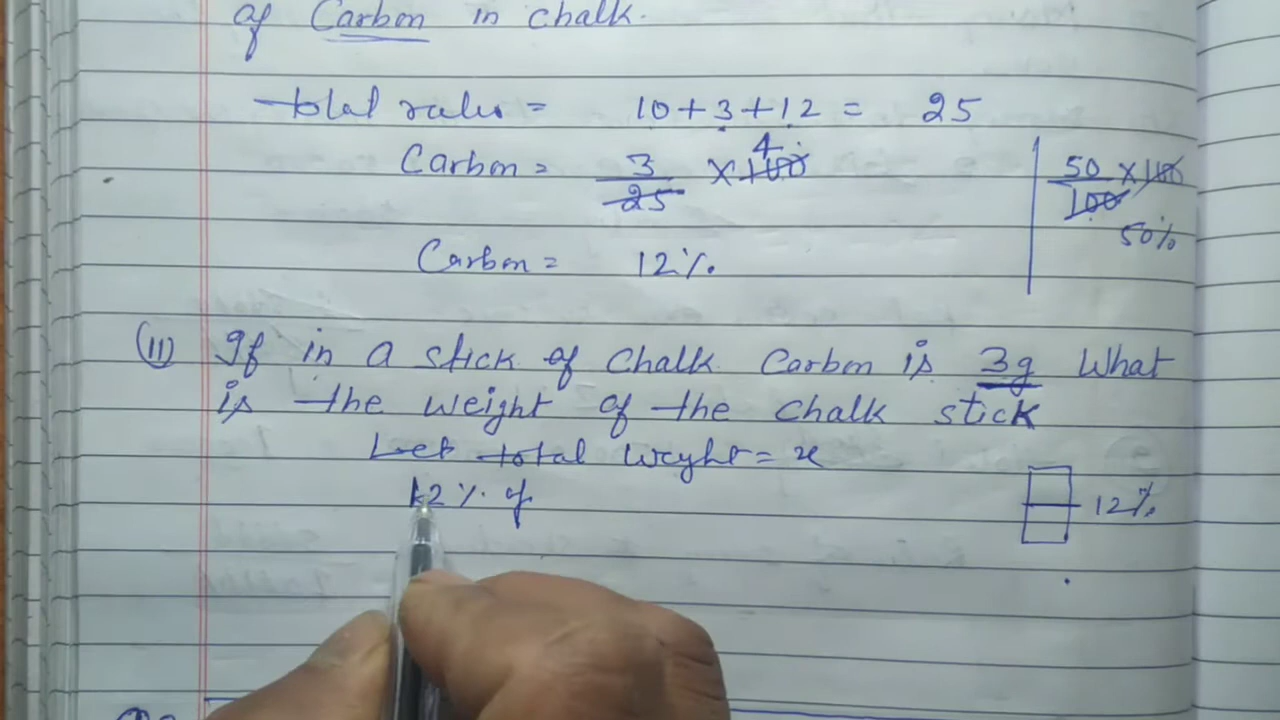 of Carbon in Chalk.
total ratio = 10 + 3 + 12 = 25
Carbon = 3/25 × 100 4
50/100 × 100
50%
Carbon = 12%.
(II) If in a stick of Chalk Carbon is 3g What
is the weight of the chalk stick
Let total weight = x
12% of
12%